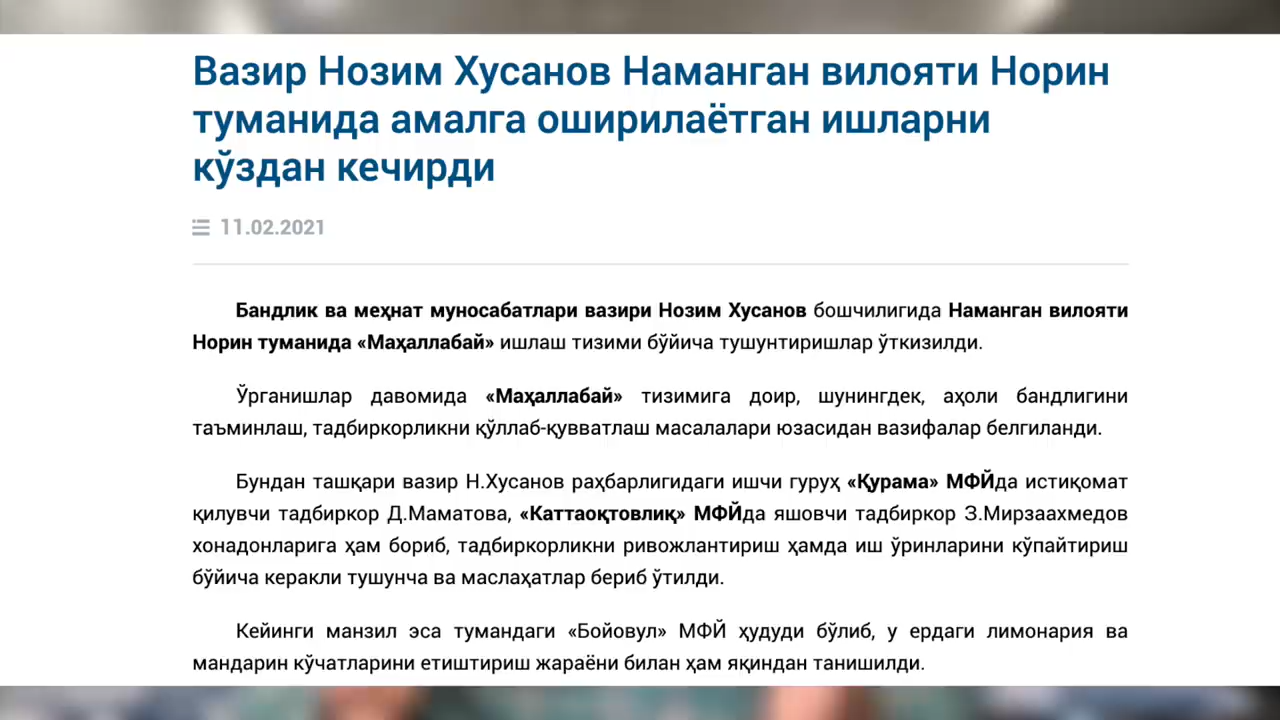 Вазир Нозим Хусанов Наманган вилояти Норин
туманида амалга оширилаётган ишларни
кўздан кечирди
11.02.2021
Бандлик ва меҳнат муносабатлари вазири Нозим Хусанов бошчилигида Наманган вилояти
Норин туманида «Маҳаллабай» ишлаш тизими бўйича тушунтиришлар ўтказилди.
Ўрганишлар давомида «Маҳаллабай» тизимига доир, шунингдек, аҳоли бандлигини
таъминлаш, тадбиркорликни қўллаб-қувватлаш масалалари юзасидан вазифалар белгиланди.
Бундан ташқари вазир Н.Хусанов раҳбарлигидаги ишчи гуруҳ «Қурама» МФЙда истиқомат
қилувчи тадбиркор Д.Маматова, «Каттаоқтовлиқ» МФЙда яшовчи тадбиркор З.Мирзаахмедов
хонадонларига ҳам бориб, тадбиркорликни ривожлантириш ҳамда иш ўринларини кўпайтириш
бўйича керакли тушунча ва маслаҳатлар бериб ўтилди.
Кейинги манзил эса тумандаги «Бойовул» МФЙ ҳудуди бўлиб, у ердаги лимонария ва
мандарин кўчатларини етиштириш жараёни билан ҳам яқиндан танишилди.